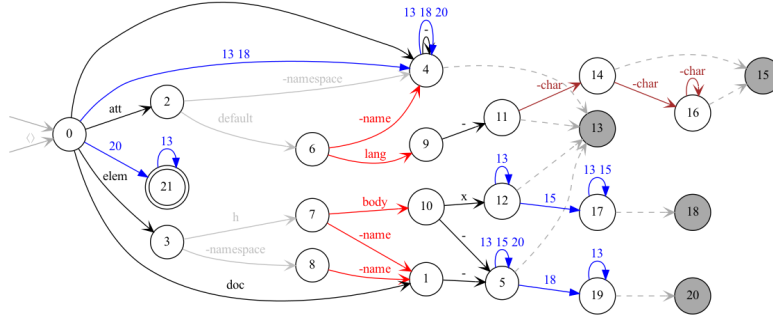 13 18 20
-
13 18
4
-namespace
-char
14
15
-char
-char
16
att
2
default
-name
11
-
13
⟨⟩
0
6
lang
9
20
13
21
elem
h
7
body
10
x
13
12
15
13 15
17
18
3
-namespace
-name
-
13 15 20
8
-name
1
-
5
18
13
19
20
doc